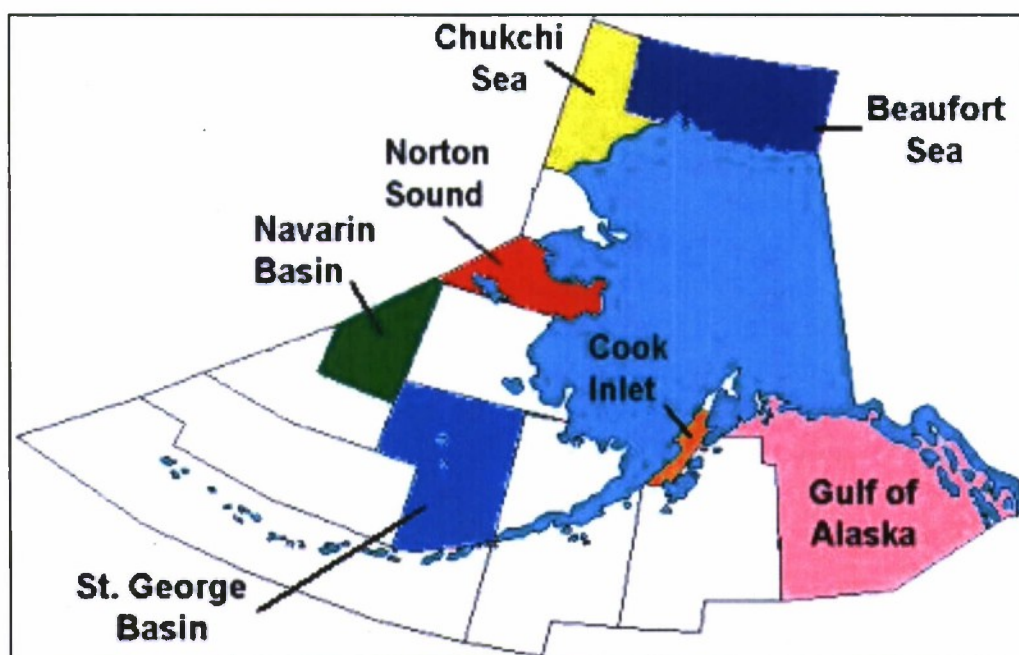 Chukchi
Sea
Beaufort
Sea
Norton
Sound
Navarin
Basin
Cook
Inlet
Gulf of
Alaska
St. George
Basin